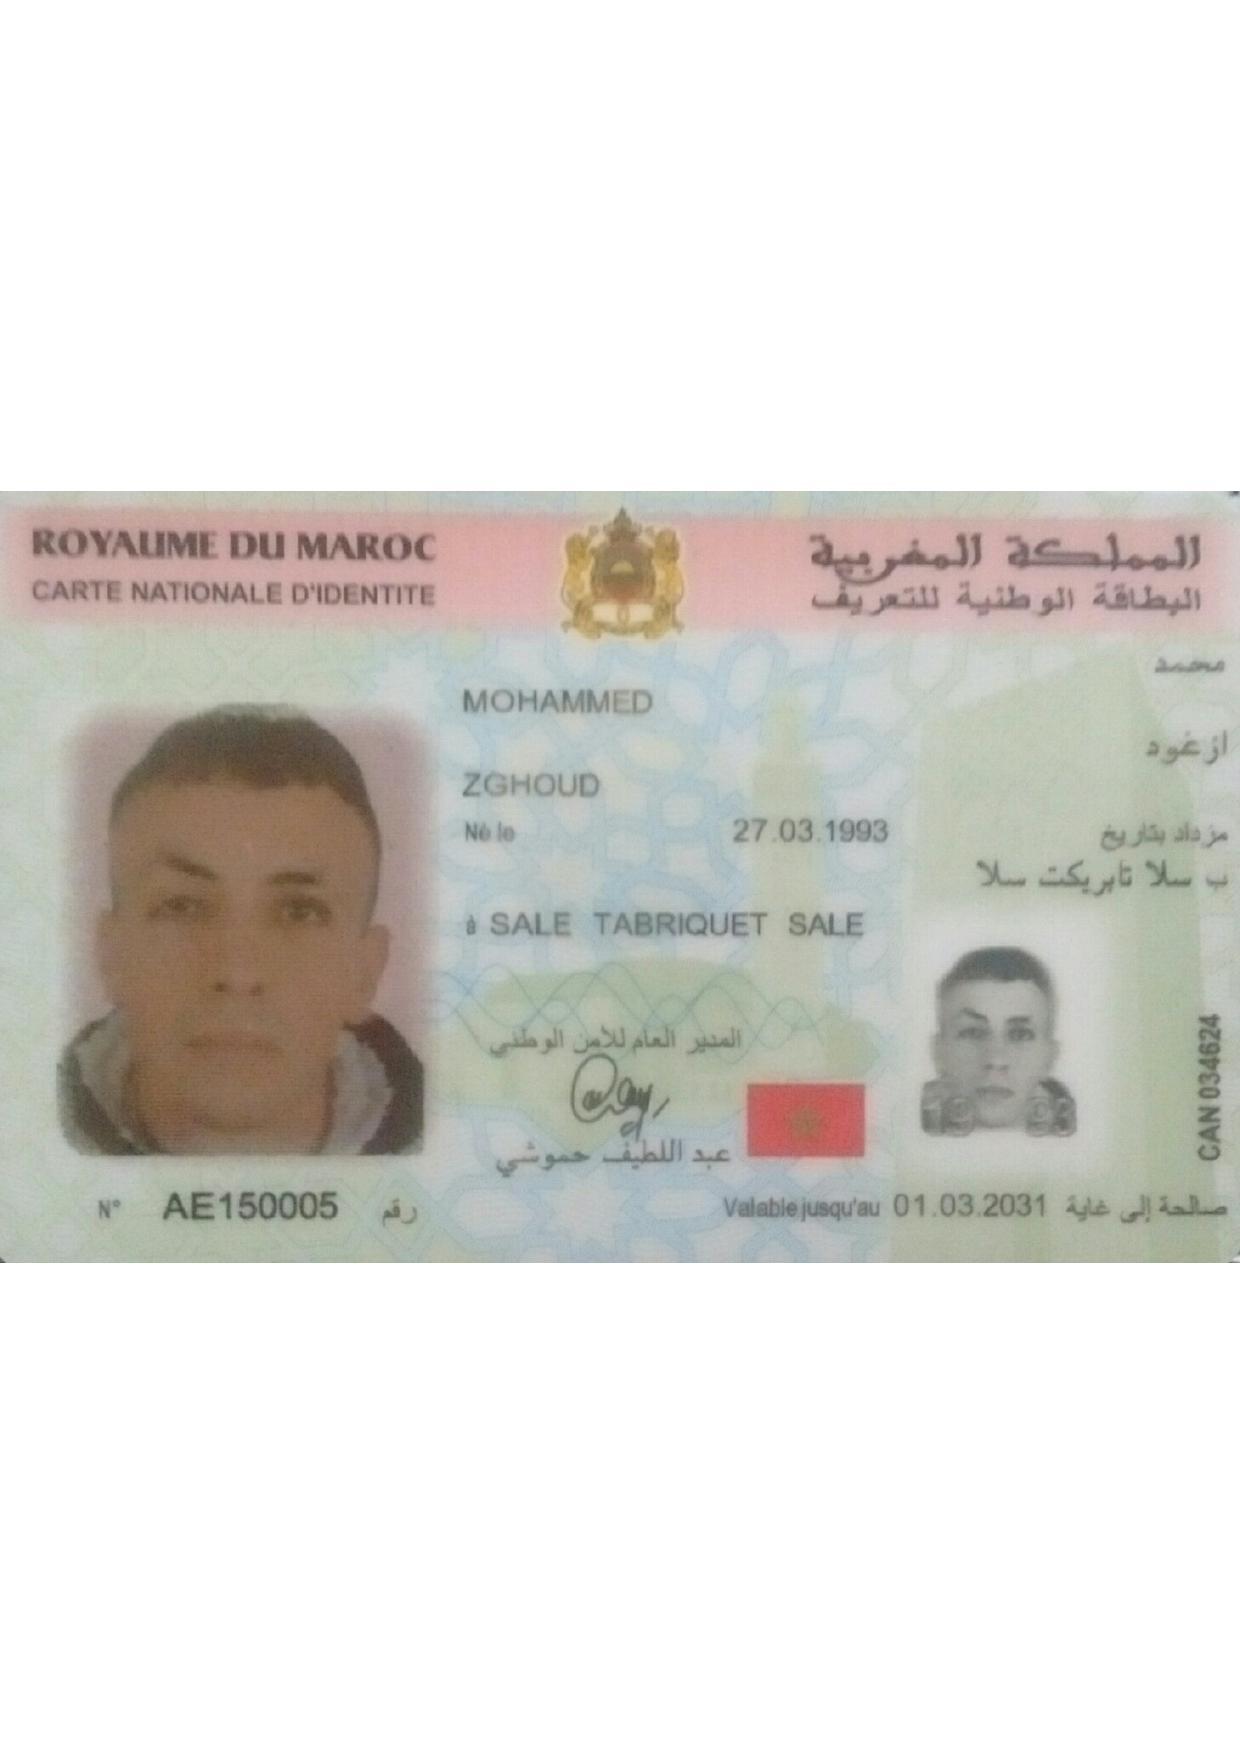 ROYAUME DU MAROC
المملكة المغربية
CARTE NATIONALE D'IDENTITE
البطاقة الوطنية للتعريف
محمد
MOHAMMED
ازغود
ZGHOUD
Né le 27.03.1993 مزداد بتاريخ
ب سلا تابريكت سلا
à SALE TABRIQUET SALE
المدير العام للأمن الوطني
عبد اللطيف حموشي
CAN 034624
N° AE150005 رقم
Valable jusqu'au 01.03.2031 صالحة إلى غاية